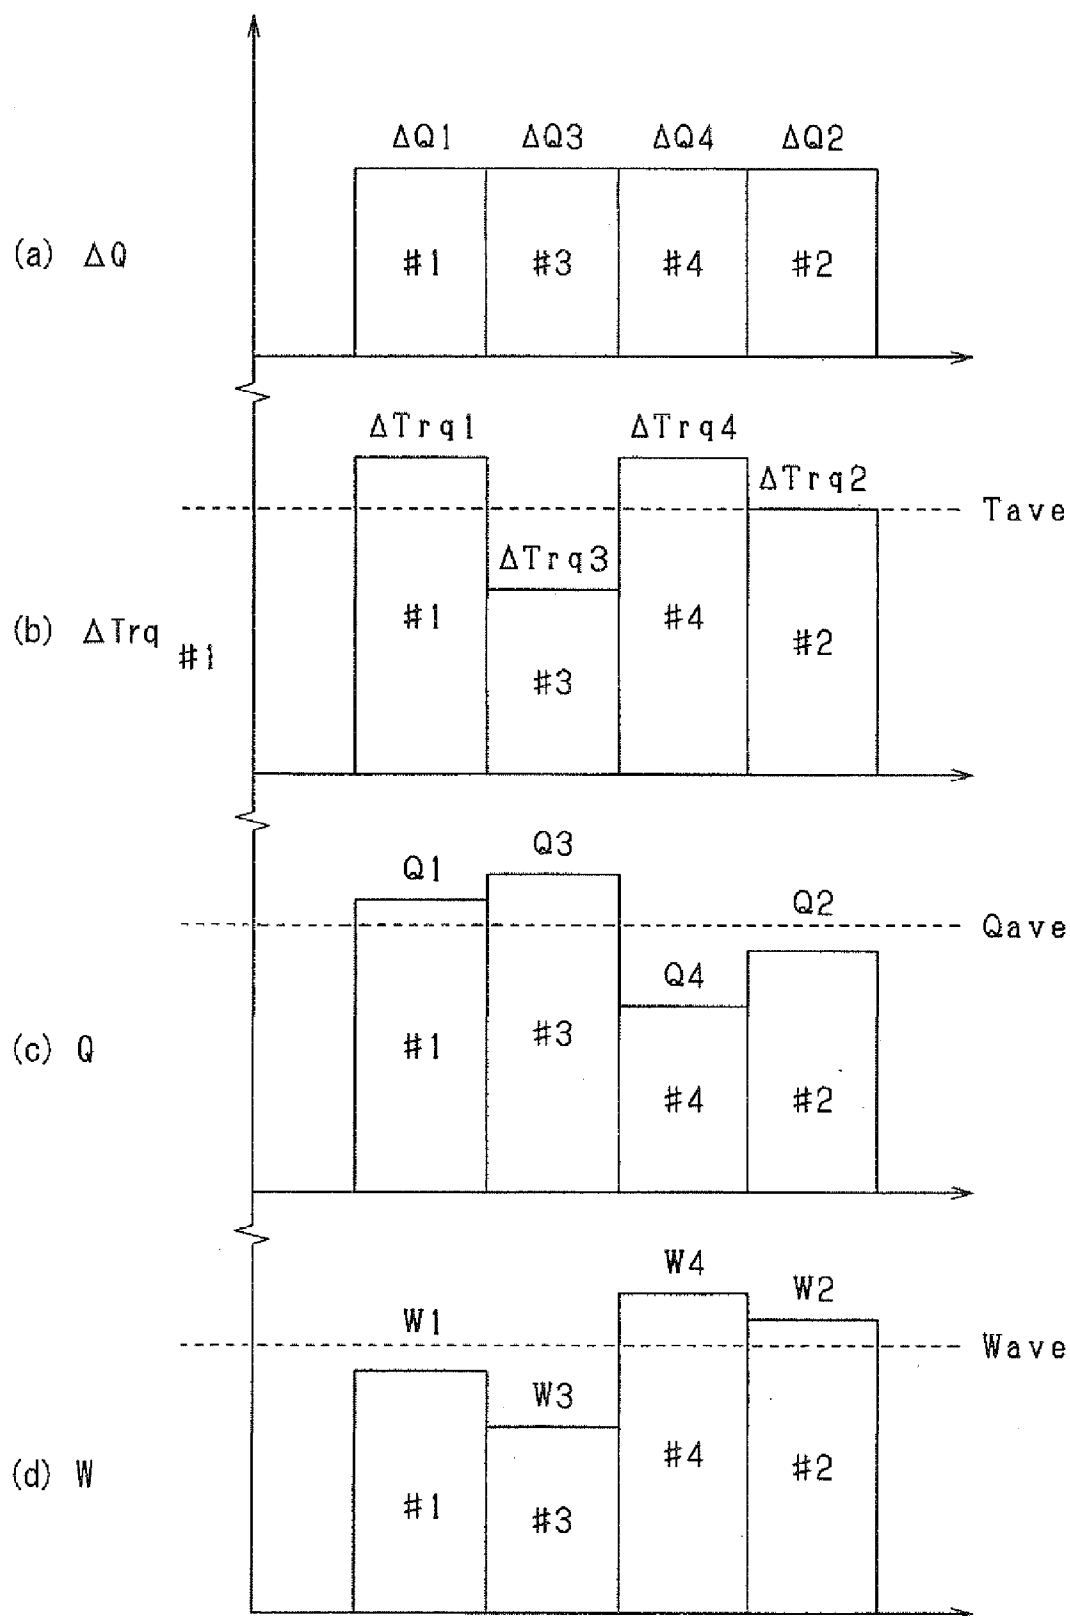 ΔQ1 ΔQ3 ΔQ4 ΔQ2
(a) ΔQ #1 #3 #4 #2
ΔTrq1 ΔTrq4
ΔTrq2
Tave
ΔTrq3
(b) ΔTrq #1 #4
#1 #3 #2
Q3
Q1
Q2
Qave
Q4
(c) Q #1 #3
#4 #2
W4
W2
W1
Wave
W3
(d) W #4 #2
#1 #3